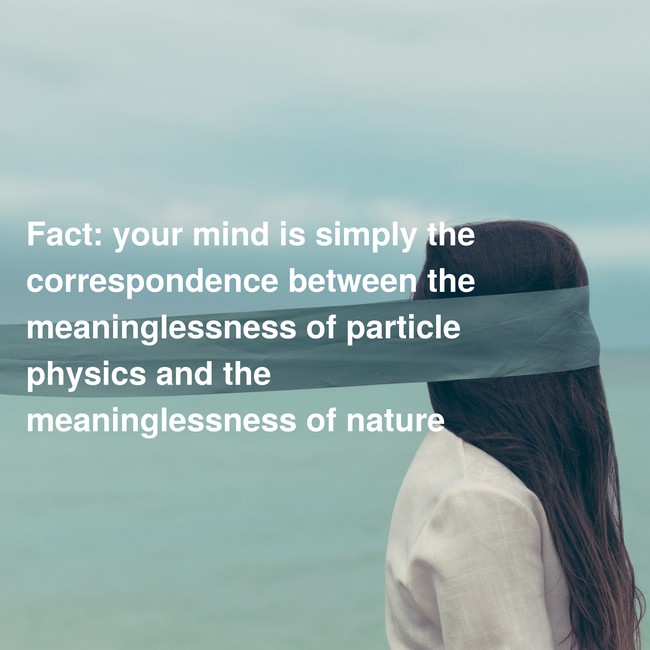 Fact: your mind is simply the
correspondence between the
meaninglessness of particle
physics and the
meaninglessness of nature